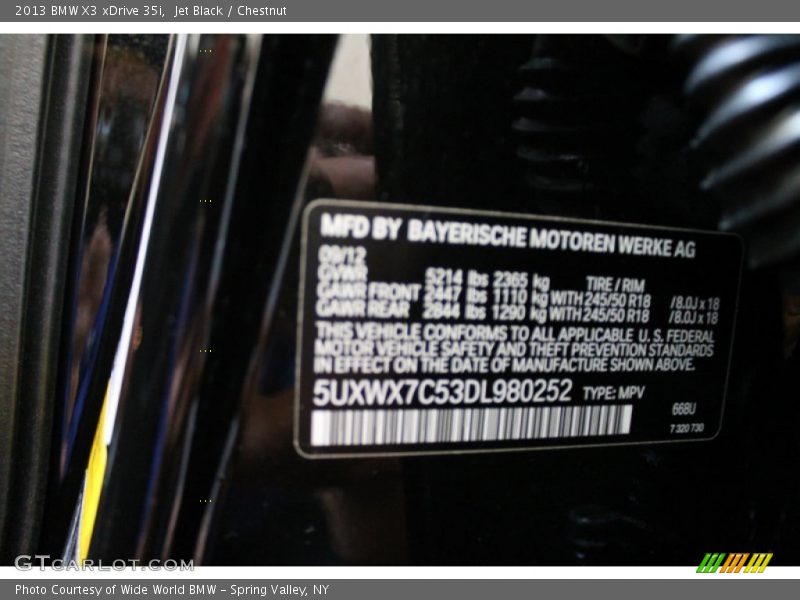 2013 BMW X3 xDrive 35i, Jet Black / Chestnut
MFD BY BAYERISCHE MOTOREN WERKE AG
09/12
GVWR 5214 lbs 2365 kg TIRE / RIM
GAWR FRONT 2447 lbs 1110 kg WITH 245/50 R18 /8.0J x 18
GAWR REAR 2844 lbs 1290 kg WITH 245/50 R18 /8.0J x 18
THIS VEHICLE CONFORMS TO ALL APPLICABLE U.S. FEDERAL
MOTOR VEHICLE SAFETY AND THEFT PREVENTION STANDARDS
IN EFFECT ON THE DATE OF MANUFACTURE SHOWN ABOVE.
5UXWX7C53DL980252 TYPE: MPV
668U
7 320 730
GTCARLOT.COM
Photo Courtesy of Wide World BMW - Spring Valley, NY